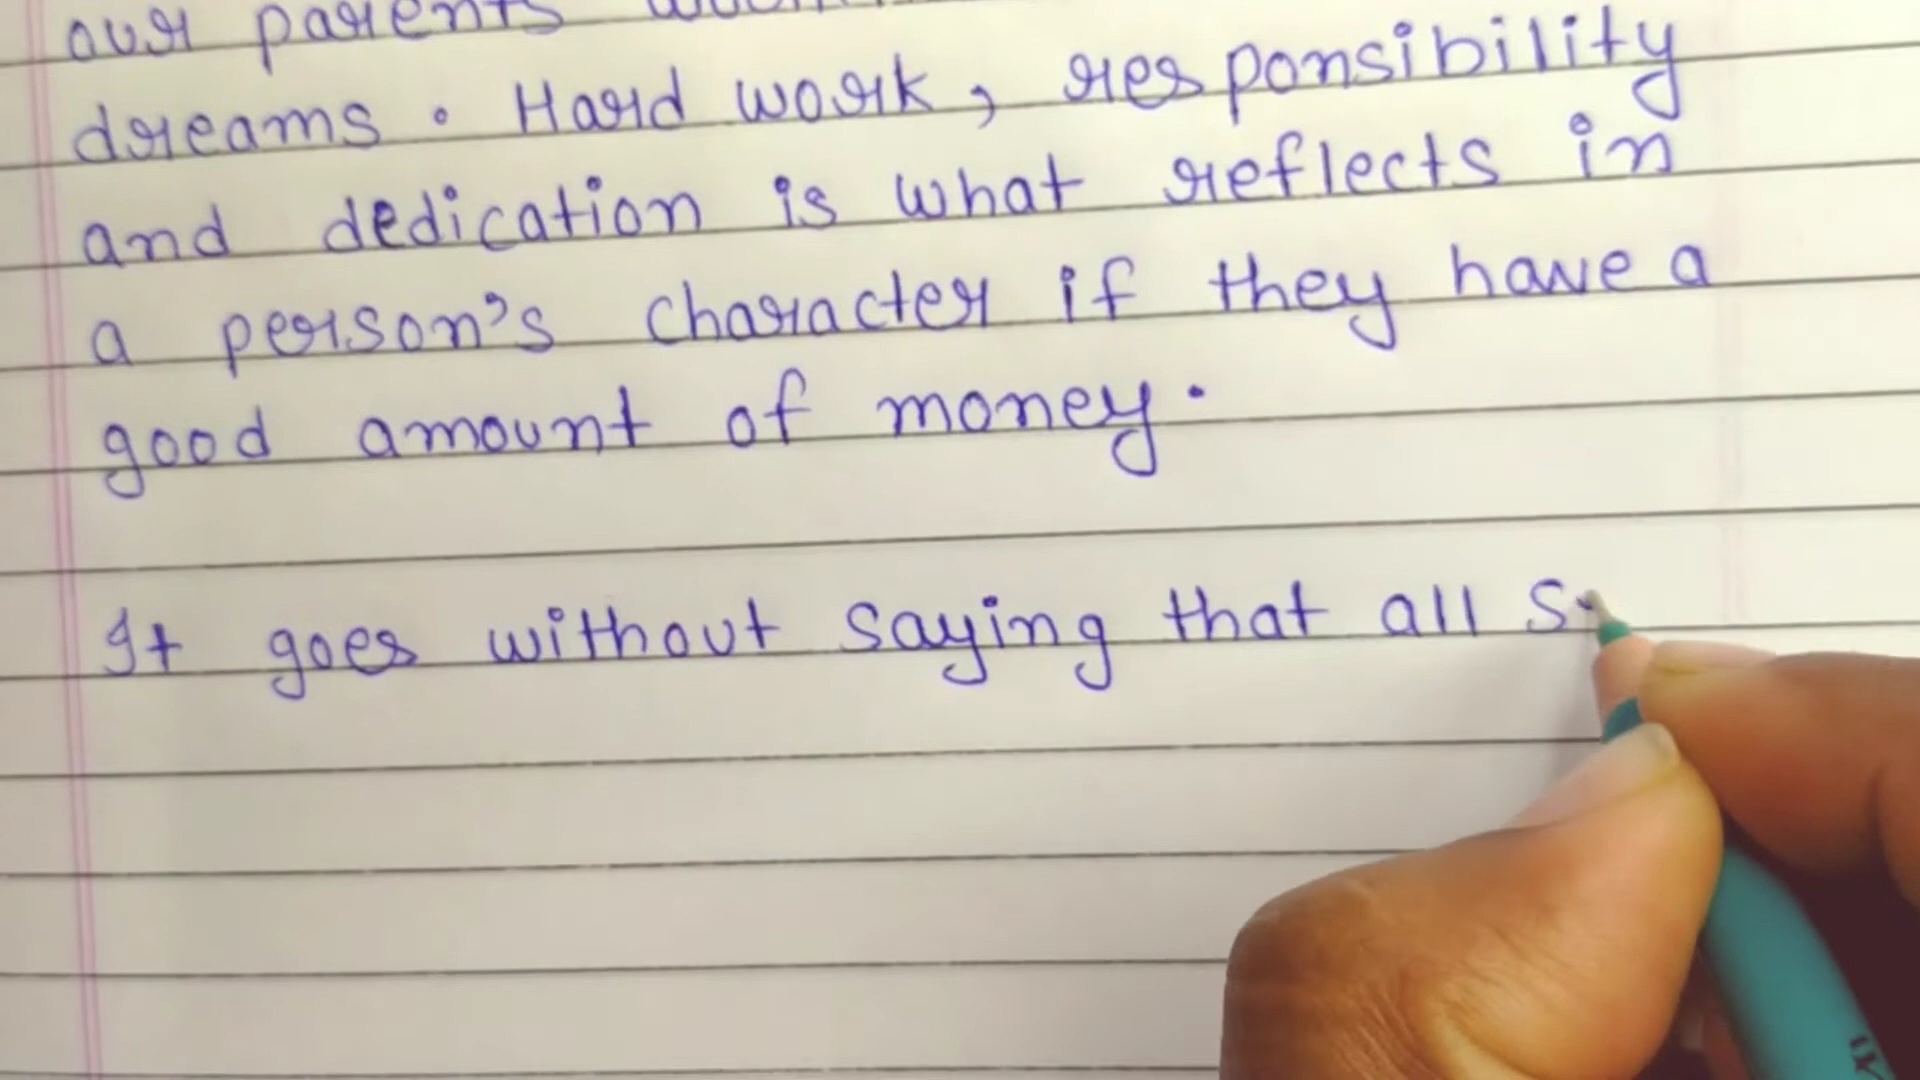 our parents
dreams. Hard work, responsibility
and dedication is what reflects in
a person's character if they have a
good amount of money.
It goes without saying that all